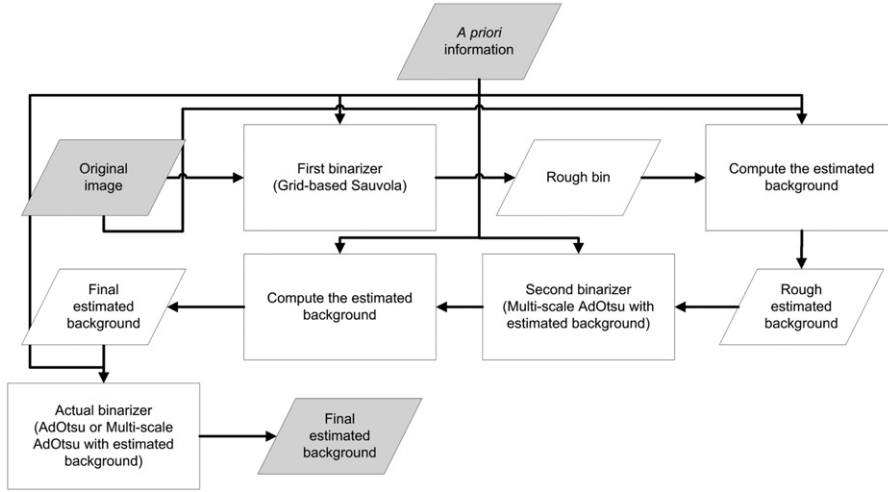 A priori
information
Original
image
First binarizer
(Grid-based Sauvola)
Rough bin
Compute the estimated
background
Final
estimated
background
Compute the estimated
background
Second binarizer
(Multi-scale AdOtsu with
estimated background)
Rough
estimated
background
Actual binarizer
(AdOtsu or Multi-scale
AdOtsu with estimated
background)
Final
estimated
background